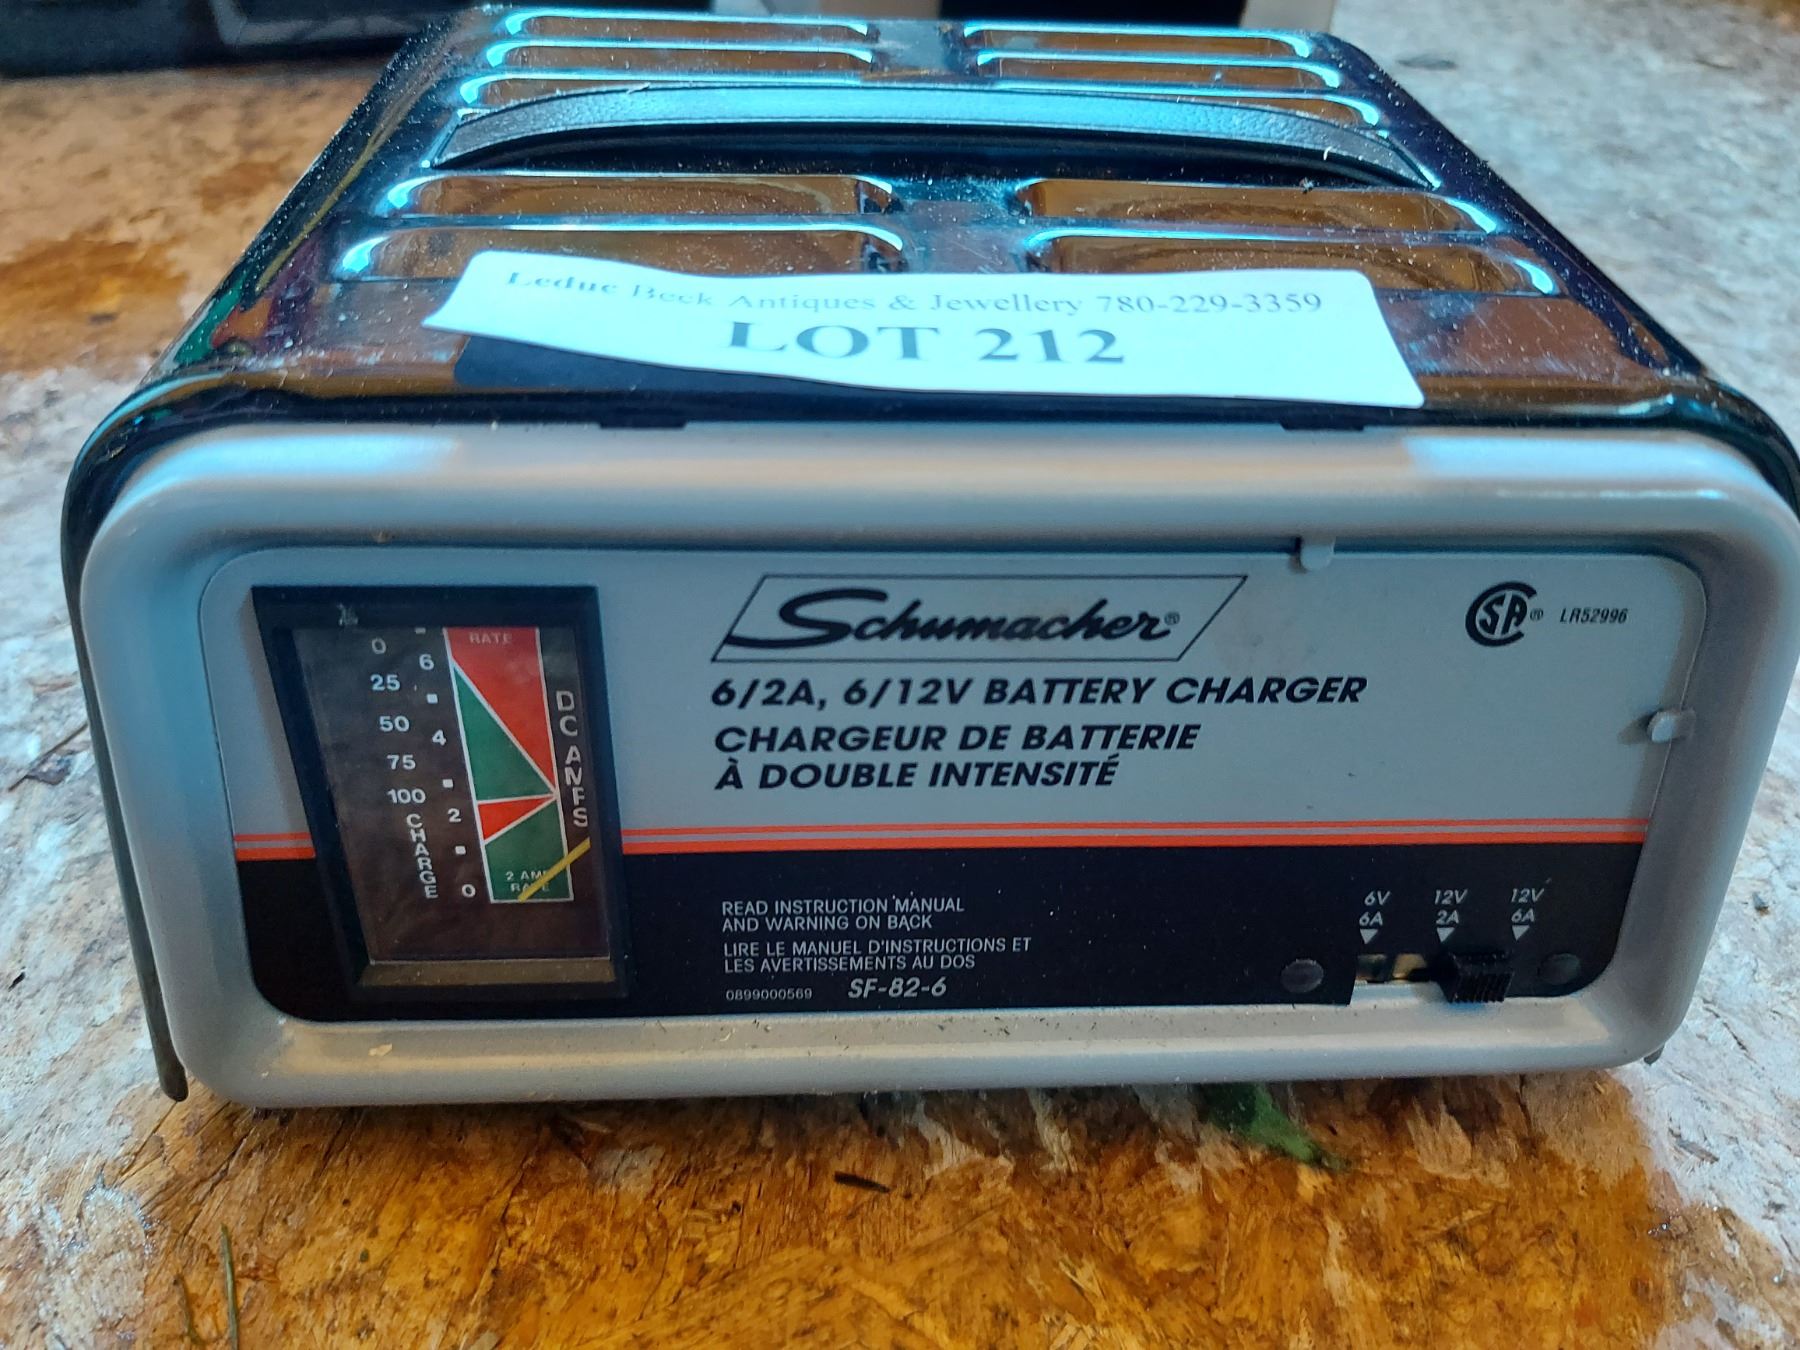 Leduc Beck Antiques & Jewellery 780-229-3359
LOT 212
Schumacher®
6/2A, 6/12V BATTERY CHARGER
CHARGEUR DE BATTERIE
À DOUBLE INTENSITÉ
CSA® LR52996
RATE
0
25
50
75
100
CHARGE
6
4
2
0
DC AMPS
2 AMP
RATE
READ INSTRUCTION MANUAL
AND WARNING ON BACK
LIRE LE MANUEL D'INSTRUCTIONS ET
LES AVERTISSEMENTS AU DOS
0899000569 SF-82-6
6V 12V 12V
6A 2A 6A